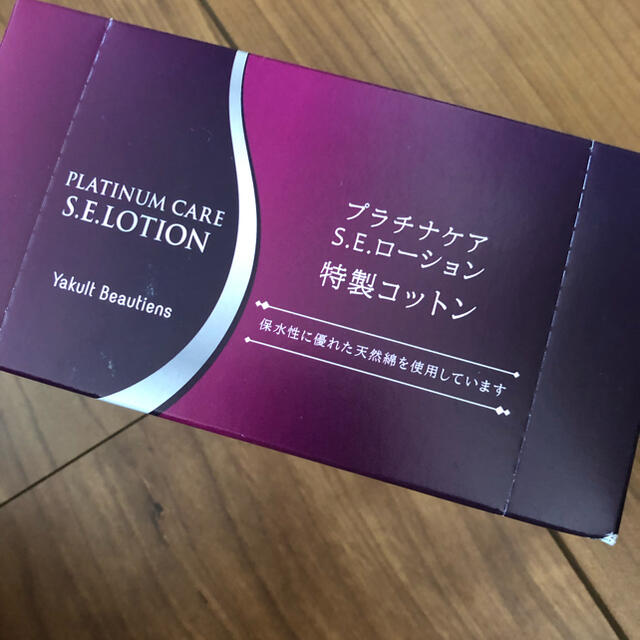 PLATINUM CARE
S.E.LOTION
Yakult Beautiens
プラチナケア
S.E.ローション
特製コットン
保水性に優れた天然綿を使用しています